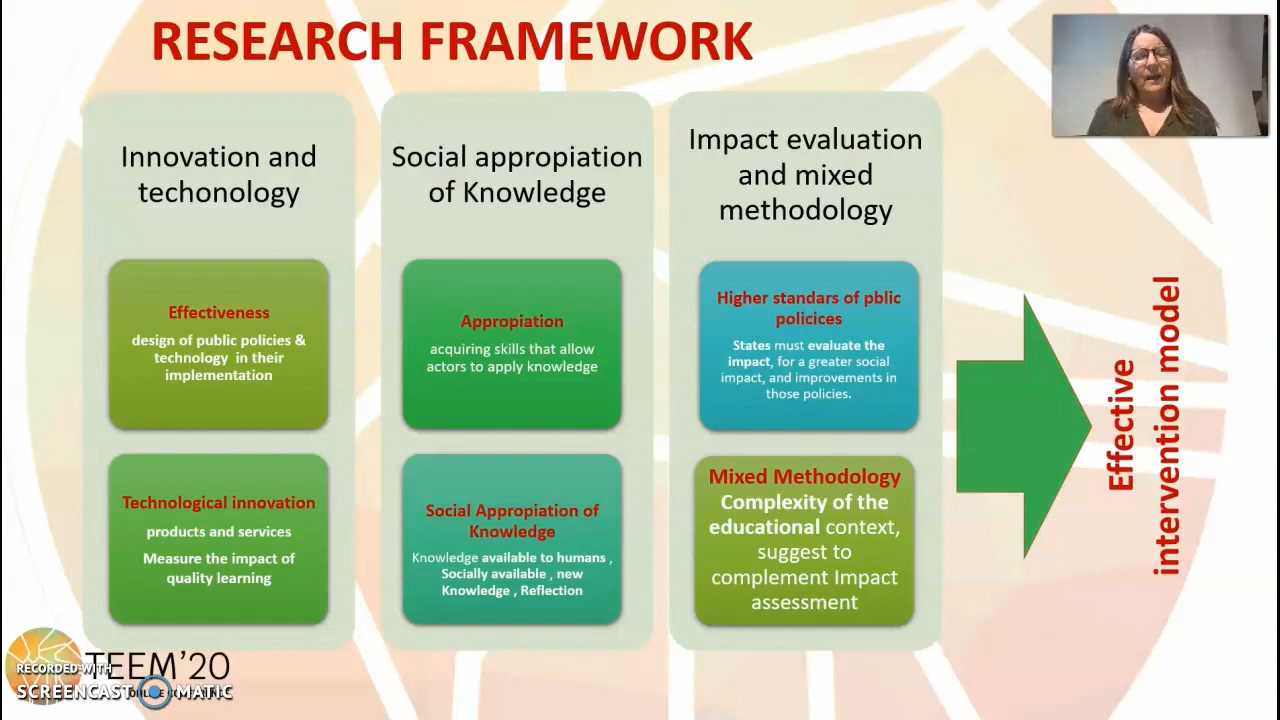 RESEARCH FRAMEWORK
Innovation and
techonology
Effectiveness
design of public policies &
technology in their
implementation
Technological innovation
products and services
Measure the impact of
quality learning
Social appropiation
of Knowledge
Appropiation
acquiring skills that allow
actors to apply knowledge
Social Appropiation of
Knowledge
Knowledge available to humans ,
Socially available , new
Knowledge , Reflection
Impact evaluation
and mixed
methodology
Higher standars of pblic
policices
States must evaluate the
impact, for a greater social
impact, and improvements in
those policies.
Mixed Methodology
Complexity of the
educational context,
suggest to
complement Impact
assessment
Effective
intervention model
TEEM'20
RECORDED WITH
SCREENCAST MATIC